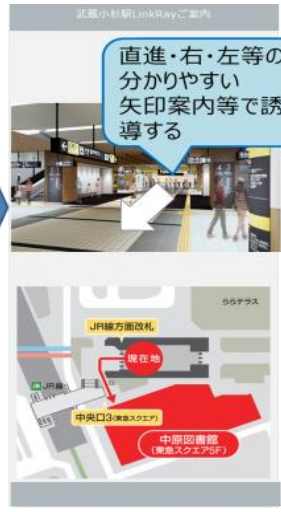 武蔵小杉駅LinkRayご案内
直進・右・左等の
分かりやすい
矢印案内等で誘
導する
ららテラス
JR線方面改札
現在地
JR JR線
中央口3(東急スクエア)
中原図書館
(東急スクエア5F)